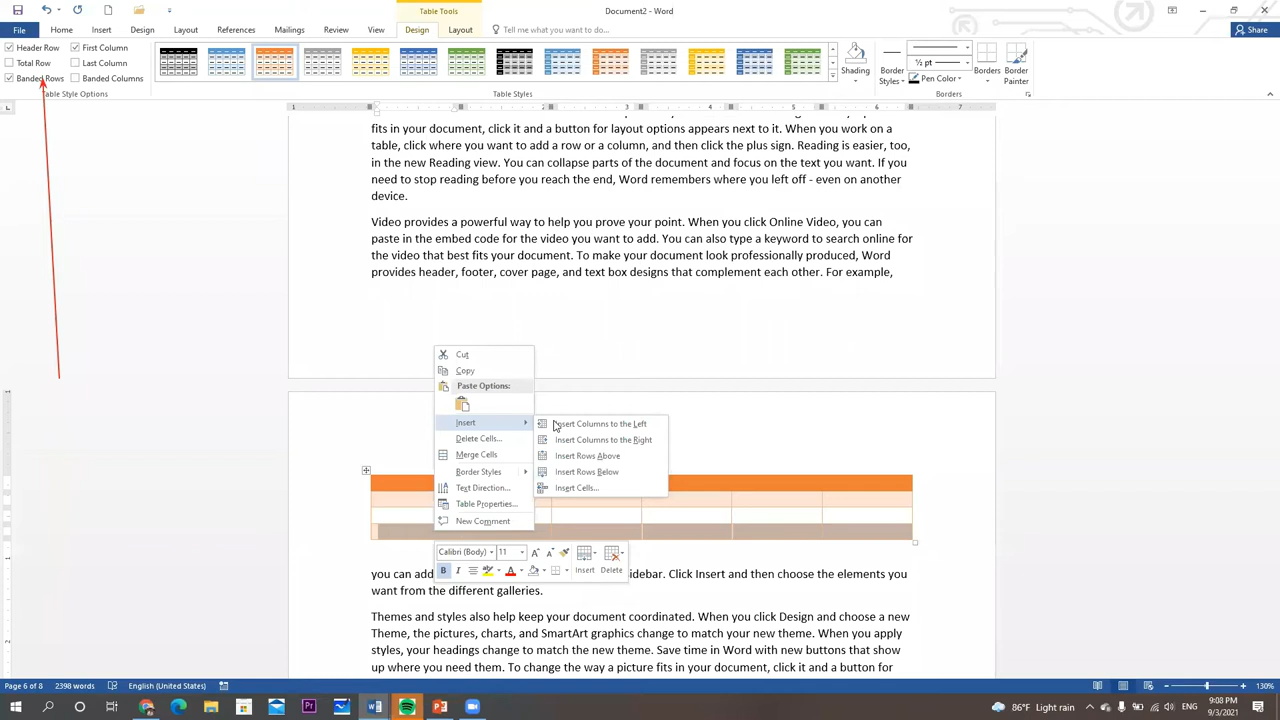 Table Tools
Document2 - Word
File Home Insert Design Layout References Mailings Review View Design Layout Tell me what you want to do... Share
Header Row First Column
Total Row Last Column
Banded Rows Banded Columns
Table Style Options
Table Styles
Shading
Border Styles
½ pt
Pen Color
Borders
Border Painter
Borders
1 1 2 3 4 5 6 7
fits in your document, click it and a button for layout options appears next to it. When you work on a
table, click where you want to add a row or a column, and then click the plus sign. Reading is easier, too,
in the new Reading view. You can collapse parts of the document and focus on the text you want. If you
need to stop reading before you reach the end, Word remembers where you left off - even on another
device.
Video provides a powerful way to help you prove your point. When you click Online Video, you can
paste in the embed code for the video you want to add. You can also type a keyword to search online for
the video that best fits your document. To make your document look professionally produced, Word
provides header, footer, cover page, and text box designs that complement each other. For example,
Cut
Copy
Paste Options:
Insert
Delete Cells...
Merge Cells
Border Styles
Text Direction...
Table Properties...
New Comment
Insert Columns to the Left
Insert Columns to the Right
Insert Rows Above
Insert Rows Below
Insert Cells...
Calibri (Body) 11
B I A Insert Delete
you can add idebar. Click Insert and then choose the elements you
want from the different galleries.
Themes and styles also help keep your document coordinated. When you click Design and choose a new
Theme, the pictures, charts, and SmartArt graphics change to match your new theme. When you apply
styles, your headings change to match the new theme. Save time in Word with new buttons that show
up where you need them. To change the way a picture fits in your document, click it and a button for
Page 6 of 8 2398 words English (United States) 130%
86°F Light rain 9:08 PM
9/3/2021